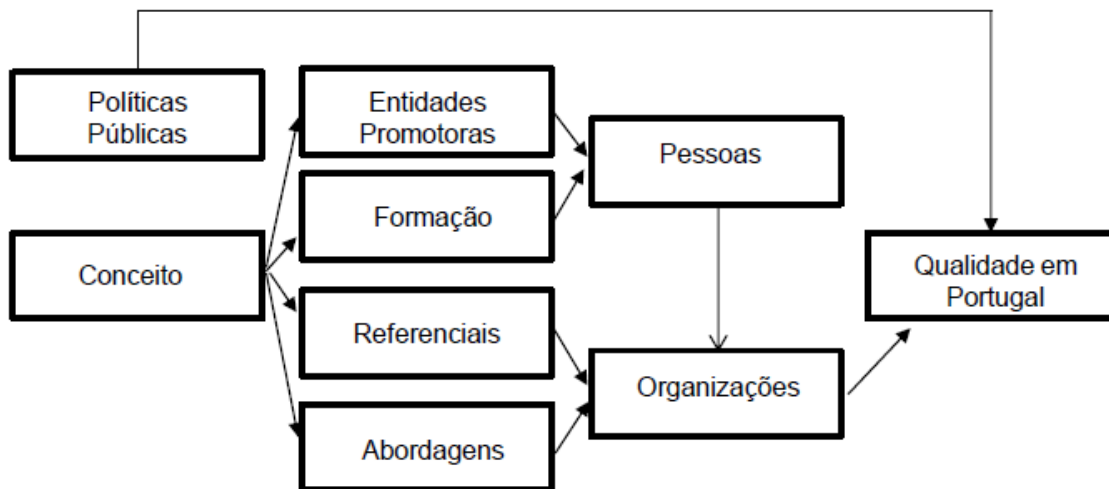 Políticas
Públicas
Entidades
Promotoras
Pessoas
Formação
Conceito
Qualidade em
Portugal
Referenciais
Organizações
Abordagens